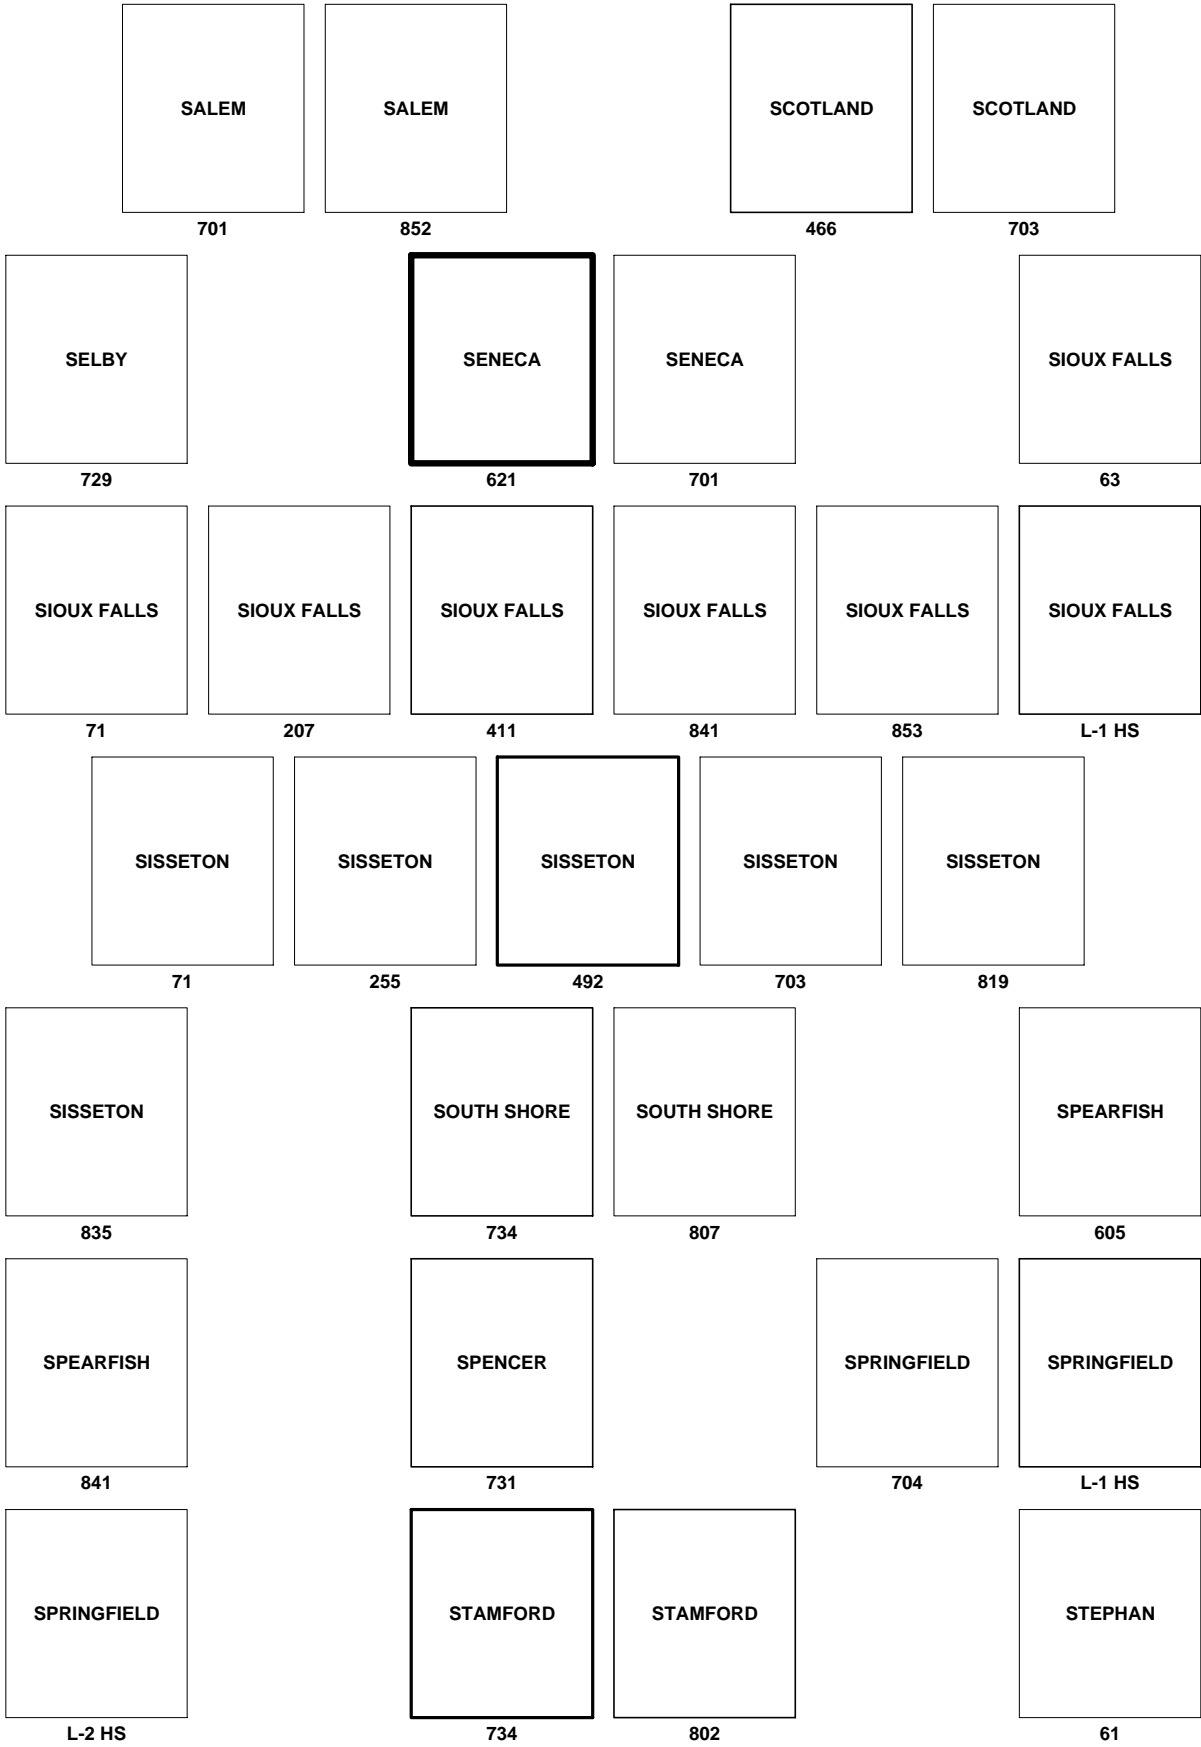 SALEM SALEM SCOTLAND SCOTLAND
701 852 466 703
SELBY SENECA SENECA SIOUX FALLS
729 621 701 63
SIOUX FALLS SIOUX FALLS SIOUX FALLS SIOUX FALLS SIOUX FALLS SIOUX FALLS
71 207 411 841 853 L-1 HS
SISSETON SISSETON SISSETON SISSETON SISSETON
71 255 492 703 819
SISSETON SOUTH SHORE SOUTH SHORE SPEARFISH
835 734 807 605
SPEARFISH SPENCER SPRINGFIELD SPRINGFIELD
841 731 704 L-1 HS
SPRINGFIELD STAMFORD STAMFORD STEPHAN
L-2 HS 734 802 61